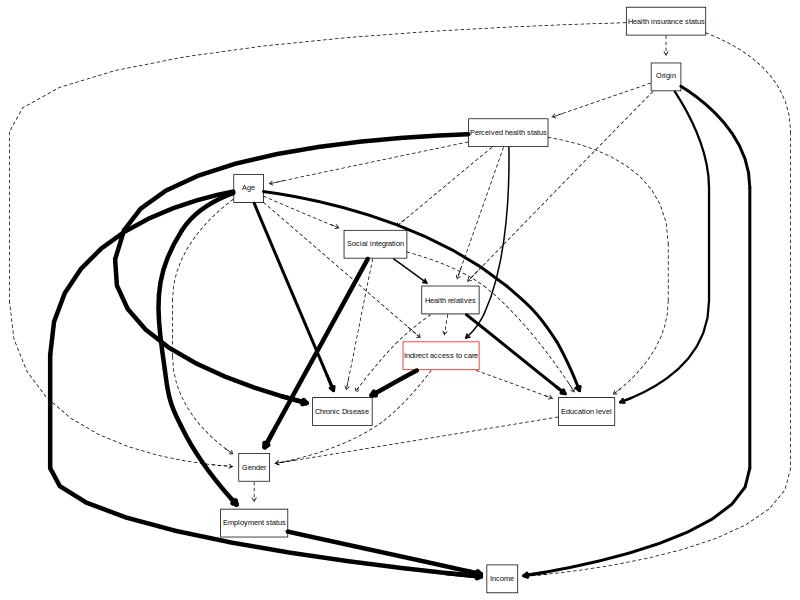 Health insurance status
Origin
Perceived health status
Age
Social integration
Health relatives
Indirect access to care
Chronic Disease
Education level
Gender
Employment status
Income